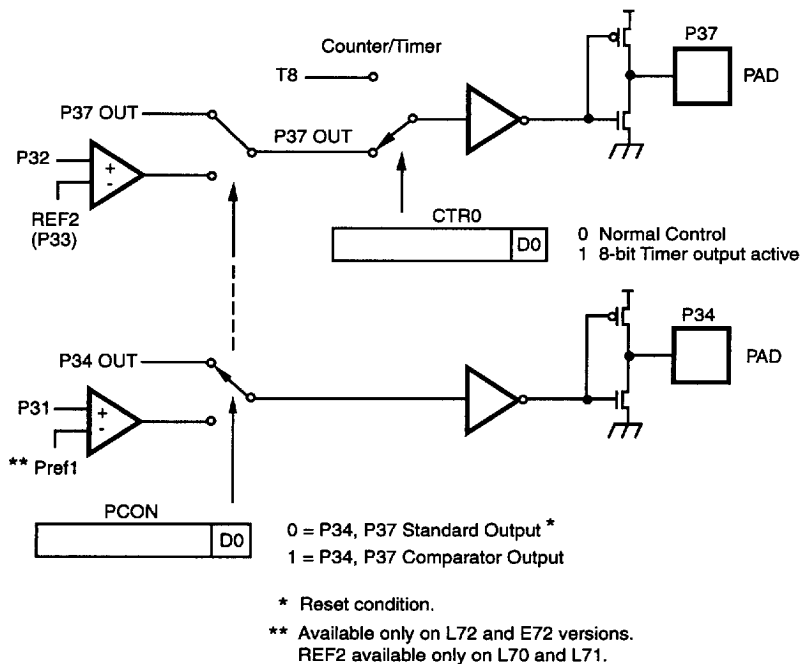 Counter/Timer
T8
P37
PAD
P37 OUT
P37 OUT
P32
+
-
REF2
(P33)
CTR0
D0
0 Normal Control
1 8-bit Timer output active
P34
PAD
P34 OUT
P31
+
-
** Pref1
PCON
D0
0 = P34, P37 Standard Output *
1 = P34, P37 Comparator Output
* Reset condition.
** Available only on L72 and E72 versions.
REF2 available only on L70 and L71.